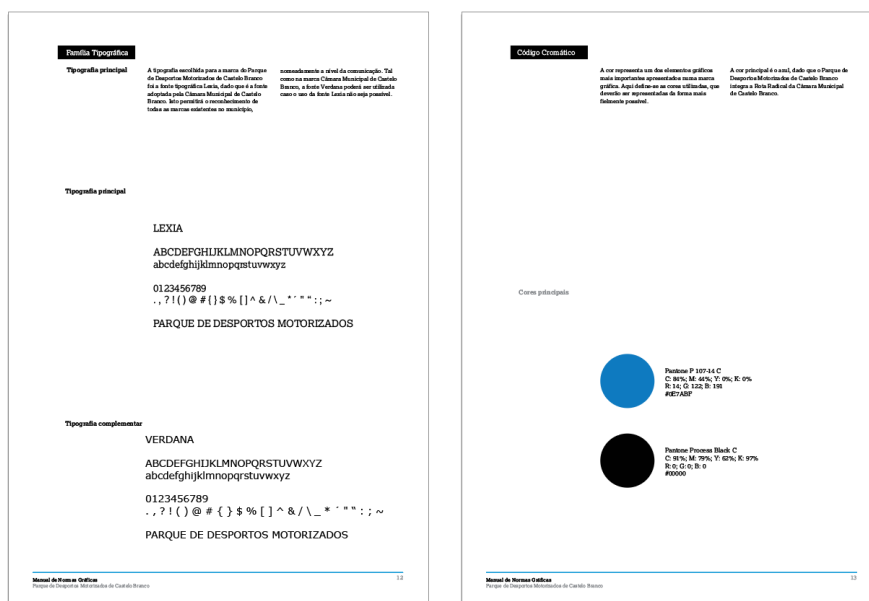 Família Tipográfica
Tipografia principal
A tipografia escolhida para a marca do Parque
de Desportos Motorizados de Castelo Branco
foi a fonte tipográfica Lexia, dado que é a fonte
adoptada pela Câmara Municipal de Castelo
Branco. Isto permitirá o reconhecimento de
todas as marcas existentes no município,
nomeadamente a nível da comunicação. Tal
como na marca Câmara Municipal de Castelo
Branco, a fonte Verdana poderá ser utilizada
caso o uso da fonte Lexia não seja possível.
Tipografia principal
LEXIA
ABCDEFGHIJKLMNOPQRSTUVWXYZ
abcdefghijklmnopqrstuvwxyz
0123456789
. , ? ! ( ) @ # { } $ % [ ] ^ & / \ _ * ´ " “ : ; ~
PARQUE DE DESPORTOS MOTORIZADOS
Tipografia complementar
VERDANA
ABCDEFGHIJKLMNOPQRSTUVWXYZ
abcdefghijklmnopqrstuvwxyz
0123456789
. , ? ! ( ) @ # { } $ % [ ] ^ & / \ _ * ´ " “ : ; ~
PARQUE DE DESPORTOS MOTORIZADOS
Manual de Normas Gráficas
Parque de Desportos Motorizados de Castelo Branco
12
Código Cromático
A cor representa um dos elementos gráficos
mais importantes apresentados numa marca
gráfica. Aqui define-se as cores utilizadas, que
deverão ser representadas da forma mais
fielmente possível.
A cor principal é o azul, dado que o Parque de
Desportos Motorizados de Castelo Branco
integra a Rota Radical da Câmara Municipal
de Castelo Branco.
Cores principais
Pantone P 107-14 C
C: 84%; M: 44%; Y: 0%; K: 0%
R: 14; G: 122; B: 191
#0E7ABF
Pantone Process Black C
C: 91%; M: 79%; Y: 62%; K: 97%
R: 0; G: 0; B: 0
#00000
Manual de Normas Gráficas
Parque de Desportos Motorizados de Castelo Branco
13